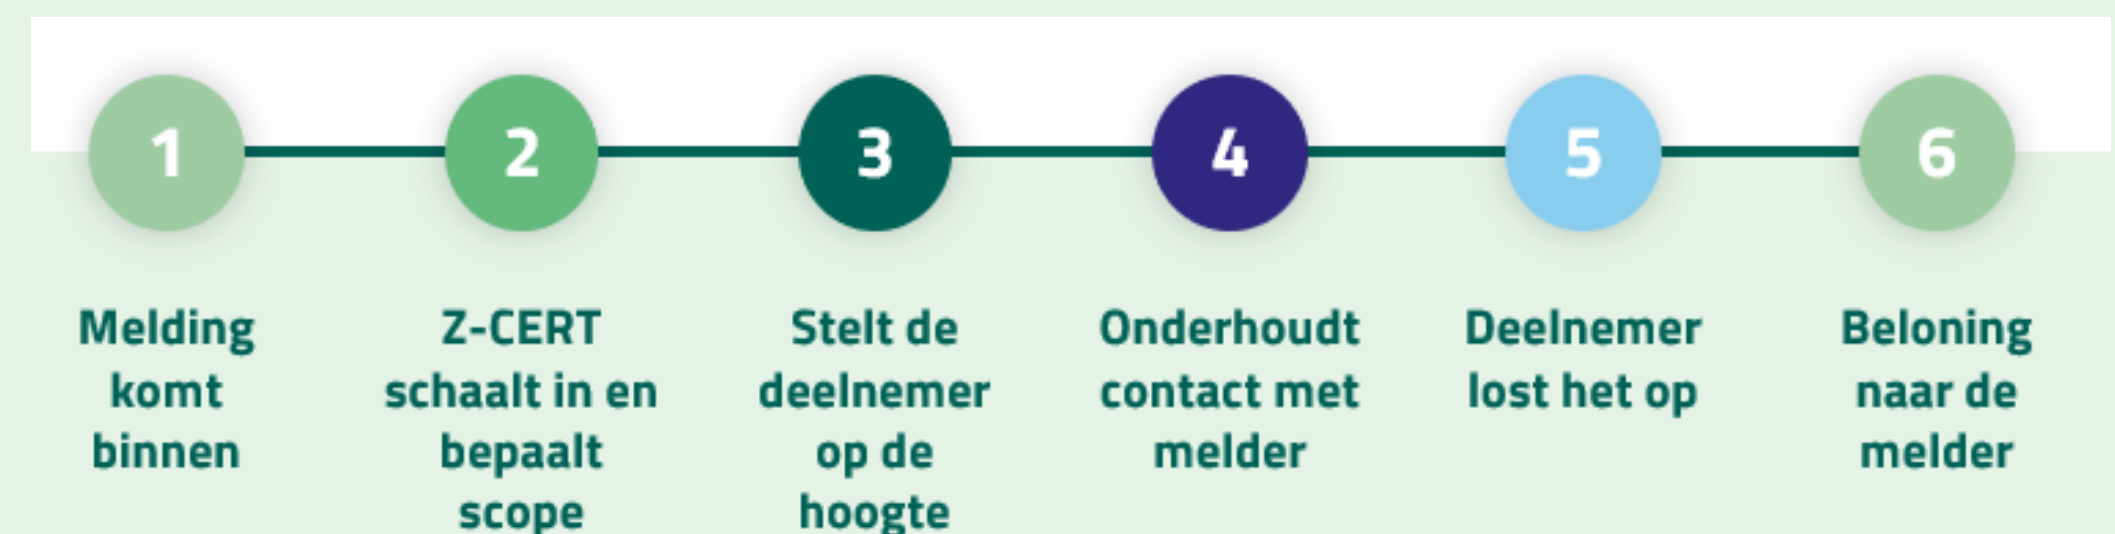 1
2
3
4
5
6
Melding
komt
binnen
Z-CERT
schaalt in en
bepaalt
scope
Stelt de
deelnemer
op de
hoogte
Onderhoudt
contact met
melder
Deelnemer
lost het op
Beloning
naar de
melder